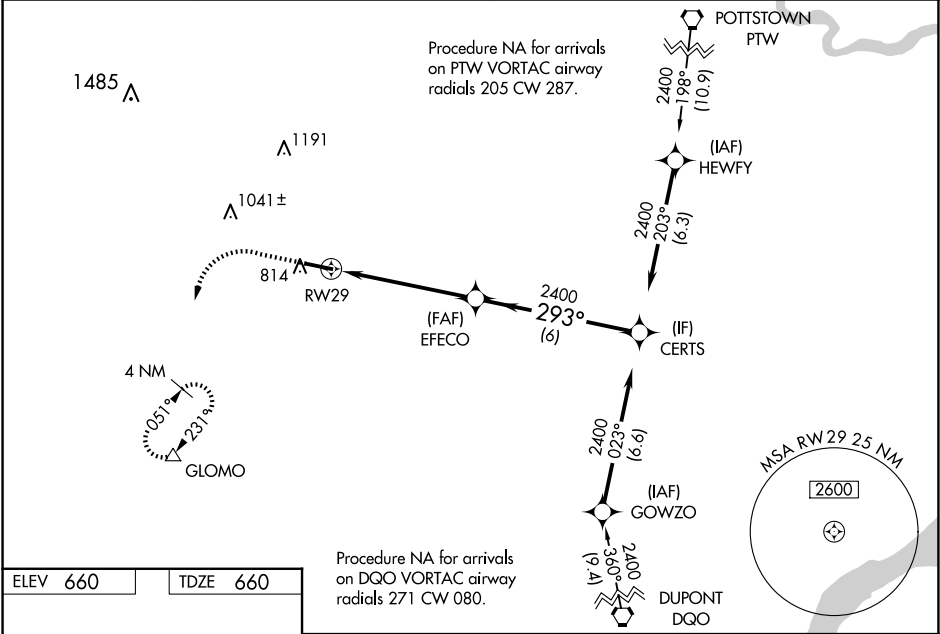 POTTSTOWN
PTW
Procedure NA for arrivals
on PTW VORTAC airway
radials 205 CW 287.
2400
198°
(10.9)
1485
1191
(IAF)
HEWFY
1041±
2400
203°
(6.3)
814
RW29
2400
293°
(6)
(FAF)
EFECO
(IF)
CERTS
4 NM
051°
231°
GLOMO
2400
023°
(6.6)
MSA RW29 25 NM
2600
(IAF)
GOWZO
2400
360°
(9.4)
Procedure NA for arrivals
on DQO VORTAC airway
radials 271 CW 080.
ELEV 660
TDZE 660
DUPONT
DQO